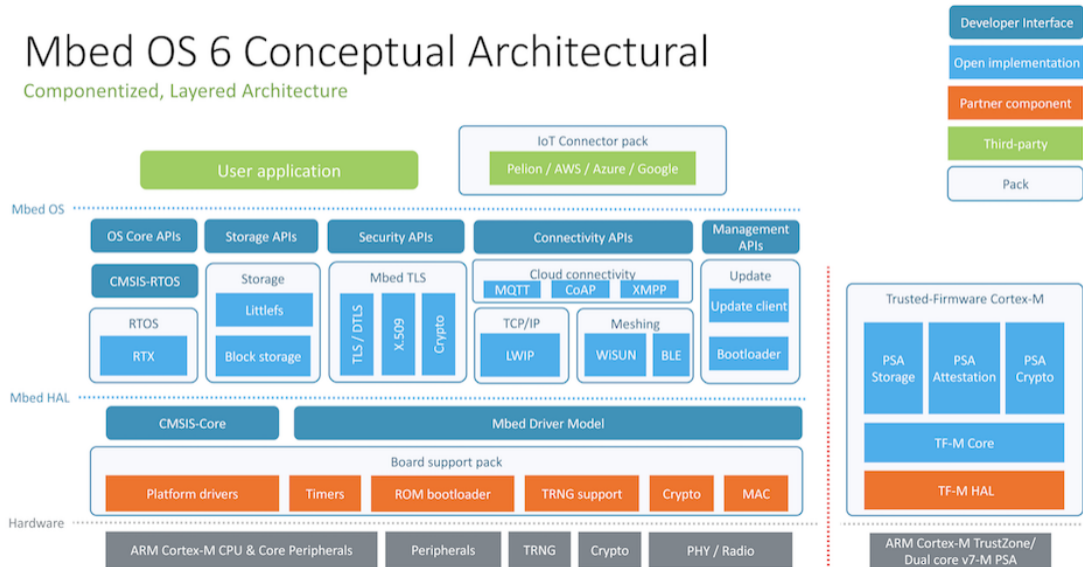 Mbed OS 6 Conceptual Architectural
Componentized, Layered Architecture
Developer Interface
Open implementation
Partner component
Third-party
Pack
User application
IoT Connector pack
Pelion / AWS / Azure / Google
Mbed OS
OS Core APIs
Storage APIs
Security APIs
Connectivity APIs
Management
APIs
CMSIS-RTOS
RTOS
RTX
Storage
Littlefs
Block storage
Mbed TLS
TLS / DTLS
X.509
Crypto
Cloud connectivity
MQTT
CoAP
XMPP
TCP/IP
LWIP
Meshing
WiSUN
BLE
Update
Update client
Bootloader
Trusted-Firmware Cortex-M
PSA
Storage
PSA
Attestation
PSA
Crypto
TF-M Core
TF-M HAL
Mbed HAL
CMSIS-Core
Mbed Driver Model
Board support pack
Platform drivers
Timers
ROM bootloader
TRNG support
Crypto
MAC
Hardware
ARM Cortex-M CPU & Core Peripherals
Peripherals
TRNG
Crypto
PHY / Radio
ARM Cortex-M TrustZone/
Dual core v7-M PSA